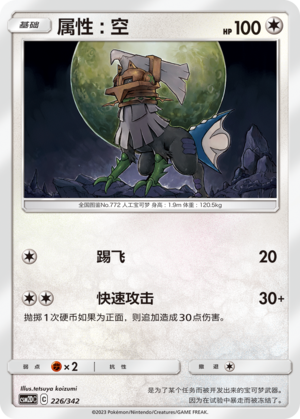 基础 属性：空 HP 100
全国图鉴No.772 人工宝可梦 身高：1.9m 体重：120.5kg
踢飞 20
快速攻击 30+
抛掷1次硬币如果为正面，则追加造成30点伤害。
弱点 ×2 抗性 撤退
Illus.tetsuya koizumi
CSM2DC C 226/342
是为了某个任务而被开发出来的宝可梦武器。
因为在试验中暴走而被冻结了。
©2023 Pokémon/Nintendo/Creatures/GAME FREAK.